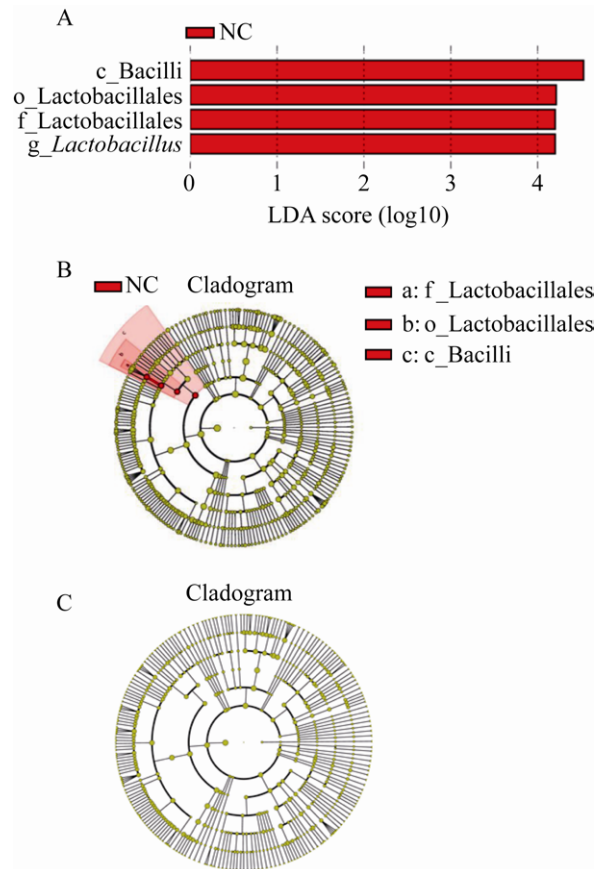 A
NC
c_Bacilli
o_Lactobacillales
f_Lactobacillales
g_Lactobacillus
0 1 2 3 4
LDA score (log10)
B
NC
Cladogram
a: f_Lactobacillales
b: o_Lactobacillales
c: c_Bacilli
C
Cladogram